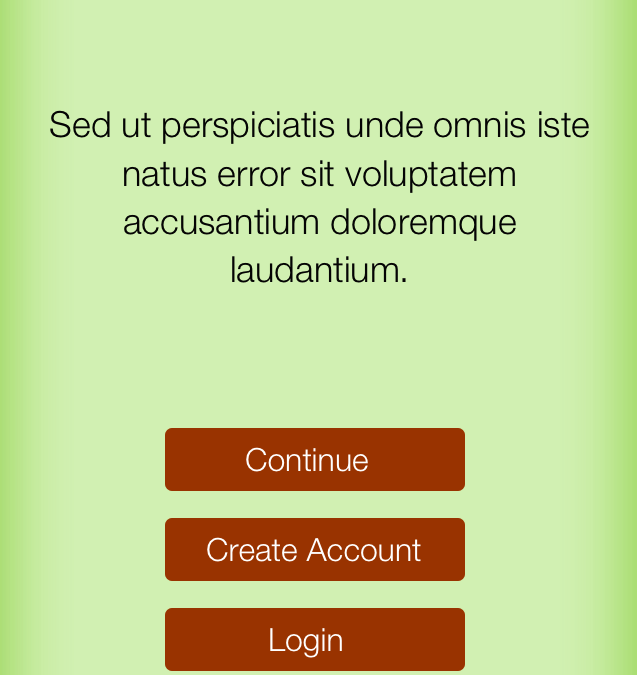 Sed ut perspiciatis unde omnis iste
natus error sit voluptatem
accusantium doloremque
laudantium.
Continue
Create Account
Login